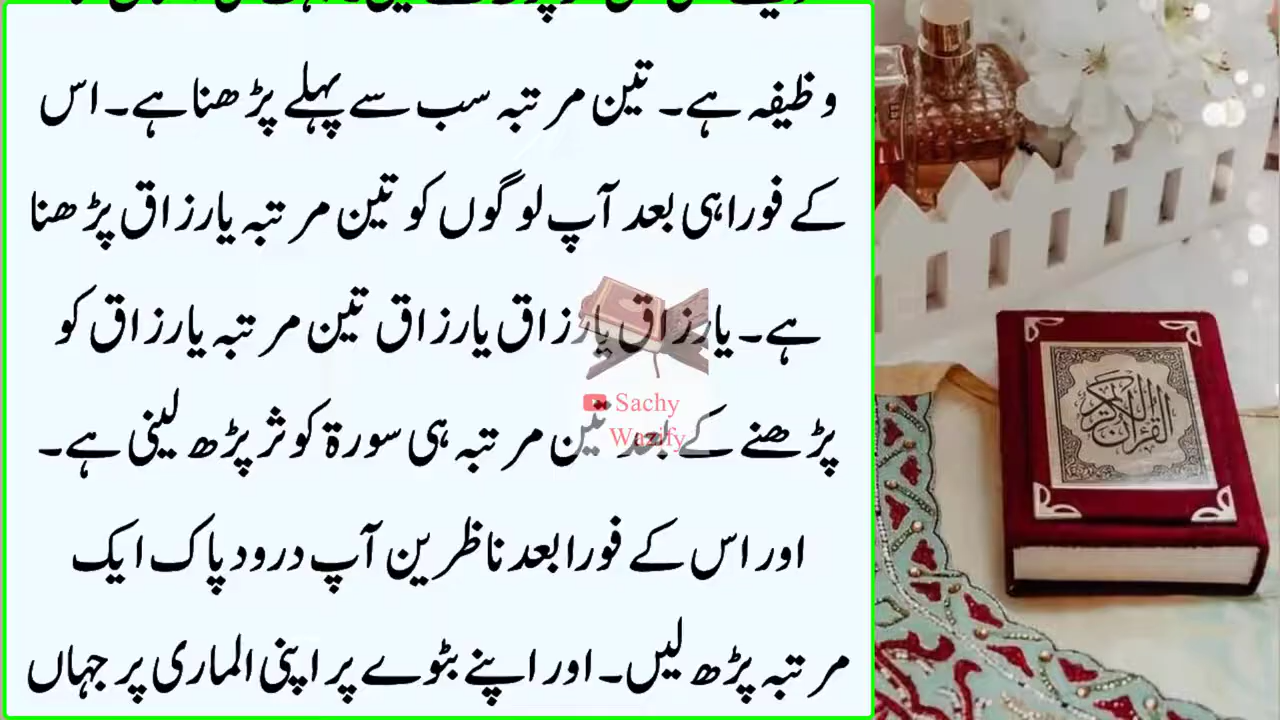 وظیفہ ہے۔ تین مرتبہ سب سے پہلے پڑھنا ہے۔ اس
کے فورا ہی بعد آپ لوگوں کو تین مرتبہ یارزاق پڑھنا
ہے۔ یارزاق یارزاق یارزاق تین مرتبہ یارزاق کو
پڑھنے کے بعد تین مرتبہ ہی سورۃ کوثر پڑھ لینی ہے۔
اور اس کے فورا بعد ناظرین آپ درود پاک ایک
مرتبہ پڑھ لیں۔ اور اپنے بٹوے پر اپنی الماری پر جہاں
Sachy
Wazify
القرآن الكريم